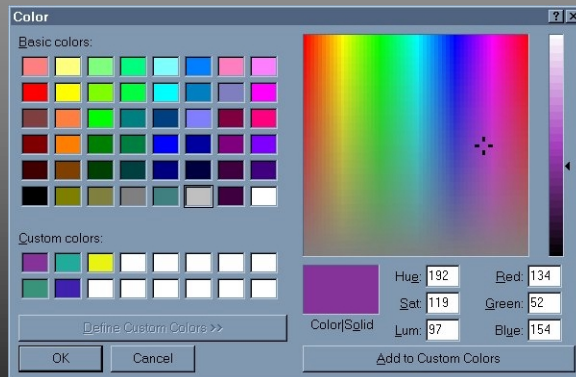 Color
Basic colors:
Custom colors:
Define Custom Colors >>
OK Cancel
Hue: 192 Red: 134
Sat: 119 Green: 52
Color|Solid
Lum: 97 Blue: 154
Add to Custom Colors